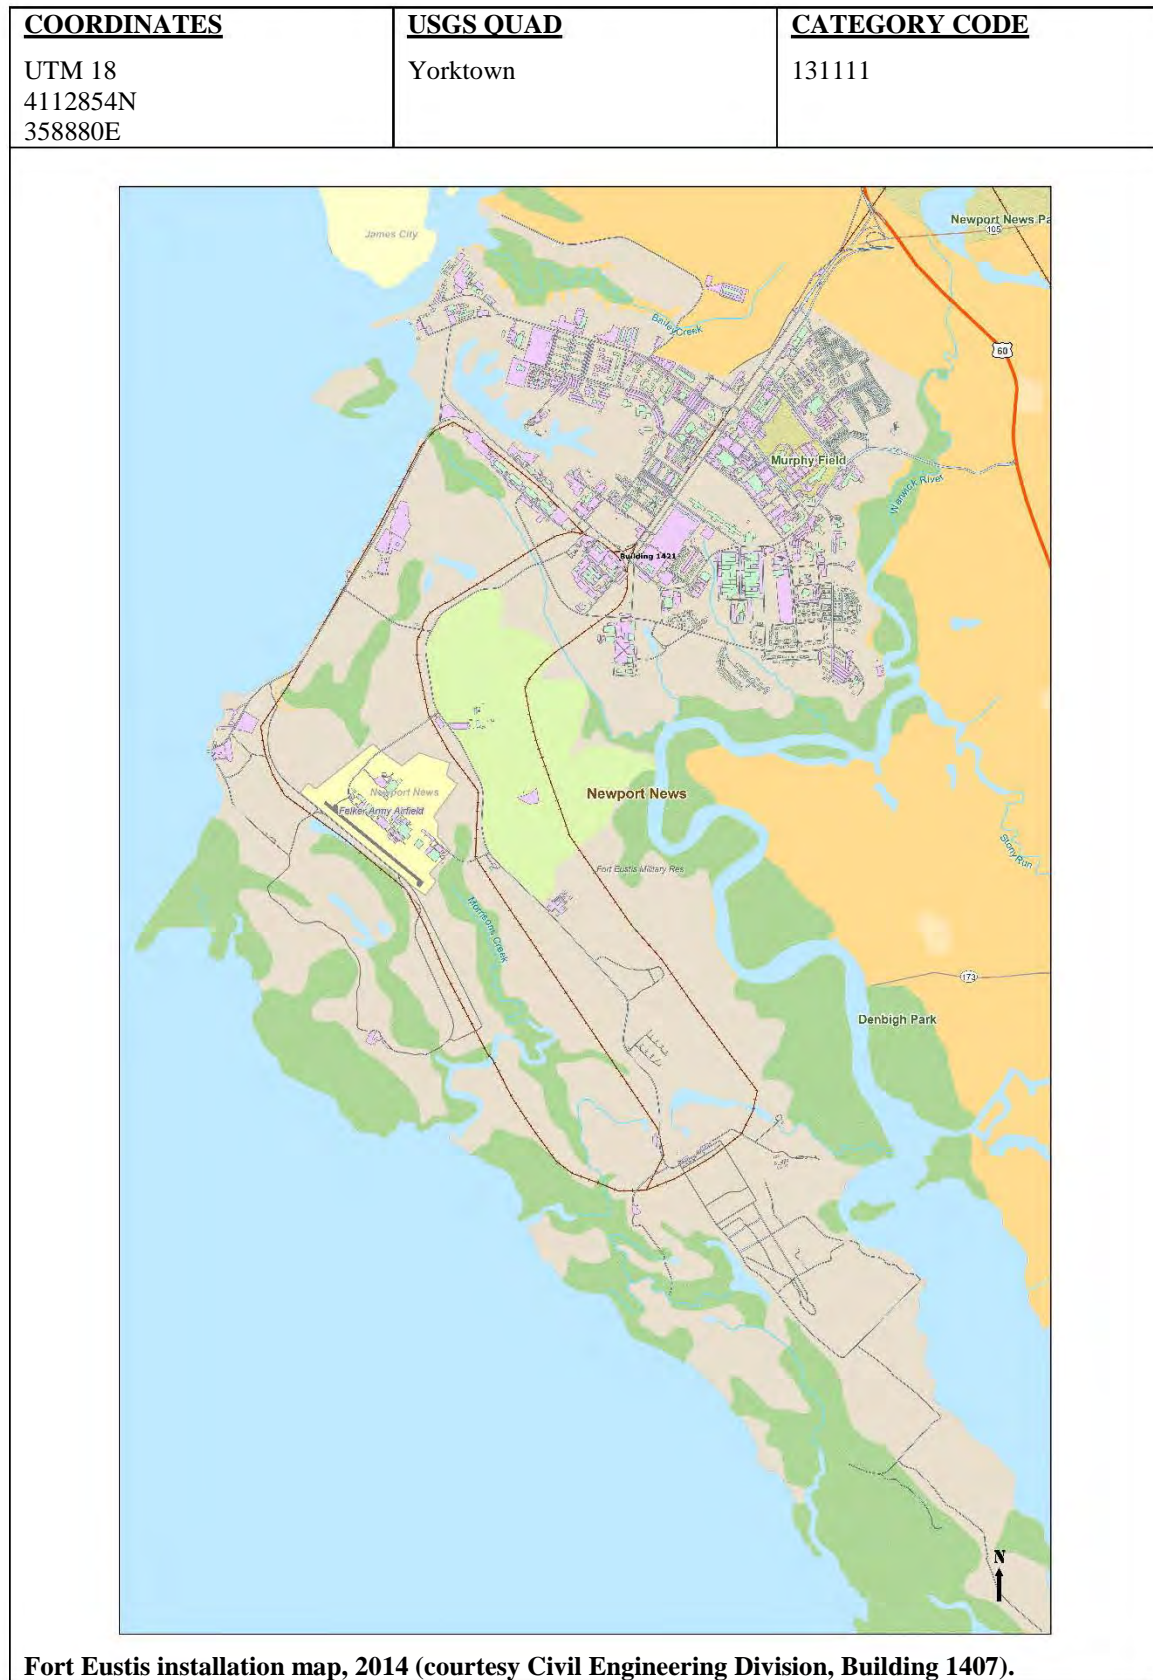 COORDINATES
UTM 18
4112854N
358880E
USGS QUAD
Yorktown
CATEGORY CODE
131111
James City
Newport News Pa
105
Bailey Creek
60
Murphy Field
Warwick River
Building 1421
Newport News
Felker Army Airfield
Newport News
Stony Run
Fort Eustis Military Res
Morrisons Creek
173
Denbigh Park
N
Fort Eustis installation map, 2014 (courtesy Civil Engineering Division, Building 1407).